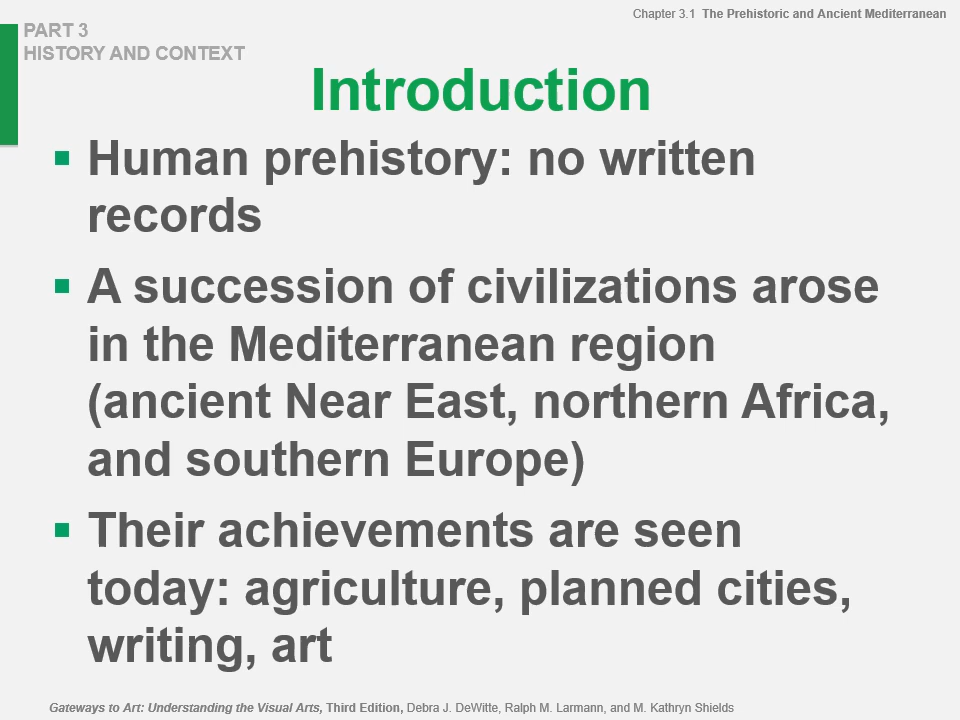 Chapter 3.1 The Prehistoric and Ancient Mediterranean
PART 3
HISTORY AND CONTEXT
Introduction
▪ Human prehistory: no written
records
▪ A succession of civilizations arose
in the Mediterranean region
(ancient Near East, northern Africa,
and southern Europe)
▪ Their achievements are seen
today: agriculture, planned cities,
writing, art
Gateways to Art: Understanding the Visual Arts, Third Edition, Debra J. DeWitte, Ralph M. Larmann, and M. Kathryn Shields